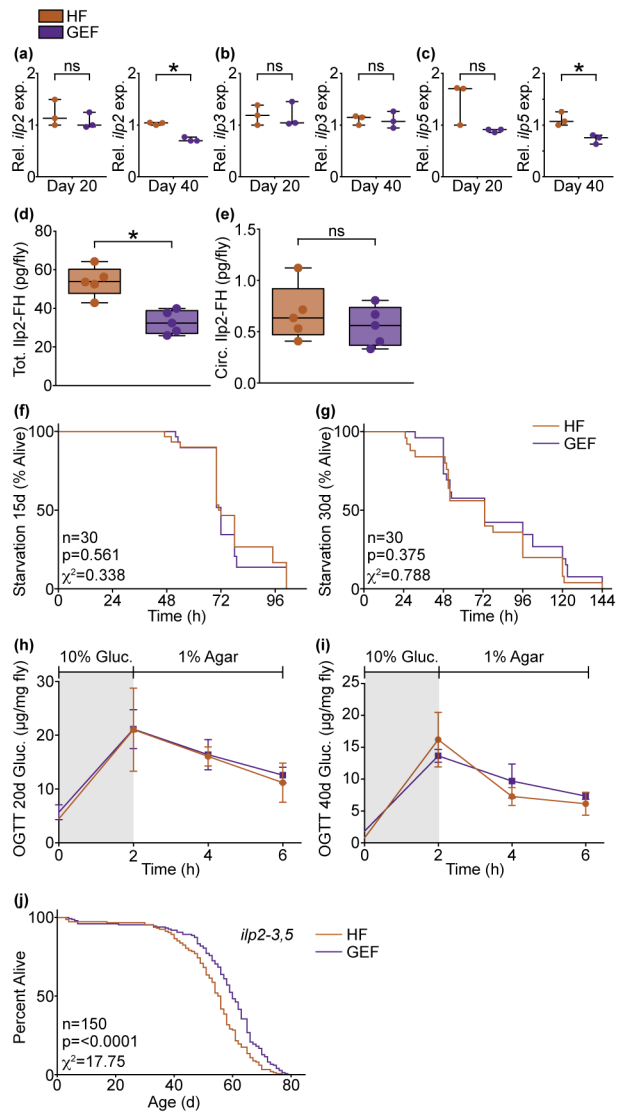 HF
GEF
(a) (b) (c)
ns * ns ns ns *
Rel. ilp2 exp. Rel. ilp2 exp. Rel. ilp3 exp. Rel. ilp3 exp. Rel. ilp5 exp. Rel. ilp5 exp.
2 2 2 2 2 2
1 1 1 1 1 1
0 0 0 0 0 0
Day 20 Day 40 Day 20 Day 40 Day 20 Day 40
(d) (e)
Tot. Ilp2-FH (pg/fly)
80
60
40
20
0
*
Circ. Ilp2-FH (pg/fly)
1.5
1.0
0.5
0.0
ns
(f) (g)
HF
GEF
Starvation 15d (% Alive)
100
50
0
n=30
p=0.561
χ²=0.338
0 24 48 72 96
Time (h)
Starvation 30d (% Alive)
100
50
0
n=30
p=0.375
χ²=0.788
0 24 48 72 96 120 144
Time (h)
(h) (i)
10% Gluc. 1% Agar
OGTT 20d Gluc. (µg/mg fly)
30
20
10
0
0 2 4 6
Time (h)
10% Gluc. 1% Agar
OGTT 40d Gluc. (µg/mg fly)
25
20
15
10
5
0
0 2 4 6
Time (h)
(j)
ilp2-3,5
HF
GEF
Percent Alive
100
50
0
n=150
p=<0.0001
χ²=17.75
0 20 40 60 80
Age (d)